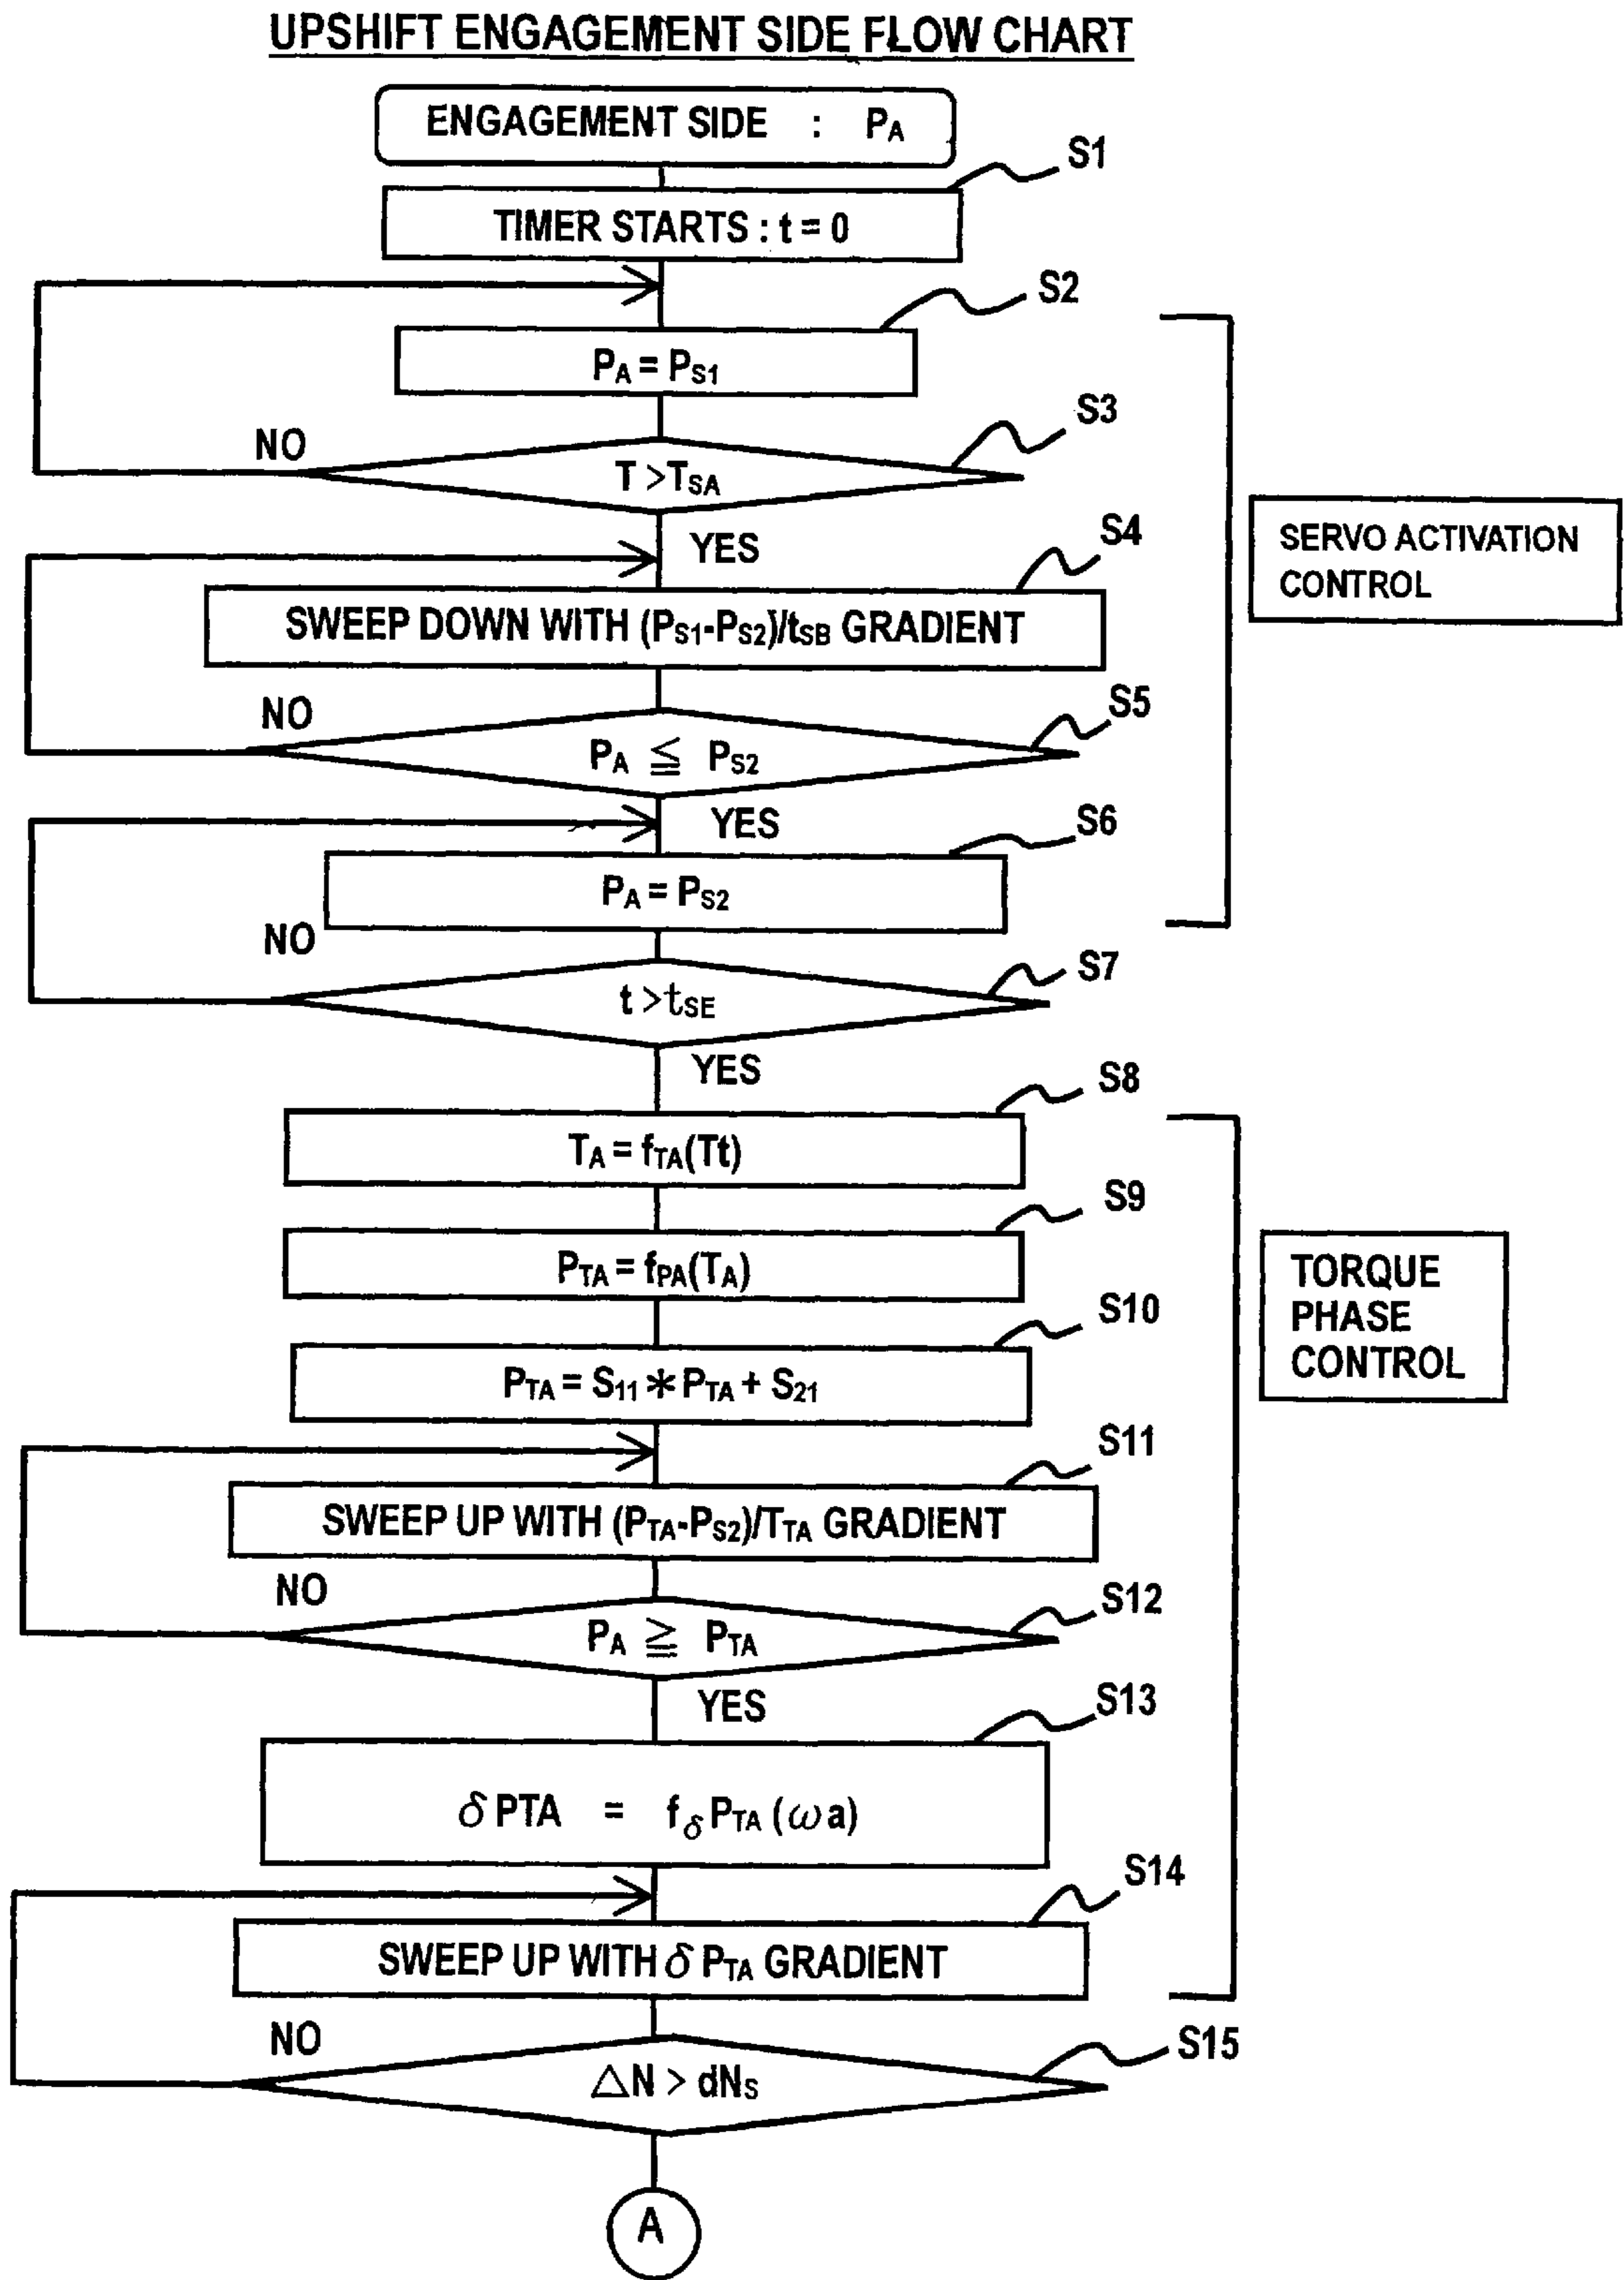 UPSHIFT ENGAGEMENT SIDE FLOW CHART
ENGAGEMENT SIDE : PA
S1
TIMER STARTS : t = 0
S2
PA = PS1
S3
NO
T > TSA
YES
S4
SERVO ACTIVATION
CONTROL
SWEEP DOWN WITH (PS1-PS2)/tSB GRADIENT
S5
NO
PA ≦ PS2
YES
S6
PA = PS2
NO
S7
t > tSE
YES
S8
TA = fTA(Tt)
S9
PTA = fPA(TA)
TORQUE
PHASE
CONTROL
S10
PTA = S11 * PTA + S21
S11
SWEEP UP WITH (PTA-PS2)/TTA GRADIENT
NO
S12
PA ≧ PTA
YES
S13
δ PTA = fδ PTA (ωa)
S14
SWEEP UP WITH δ PTA GRADIENT
NO
S15
△N > dNS
A